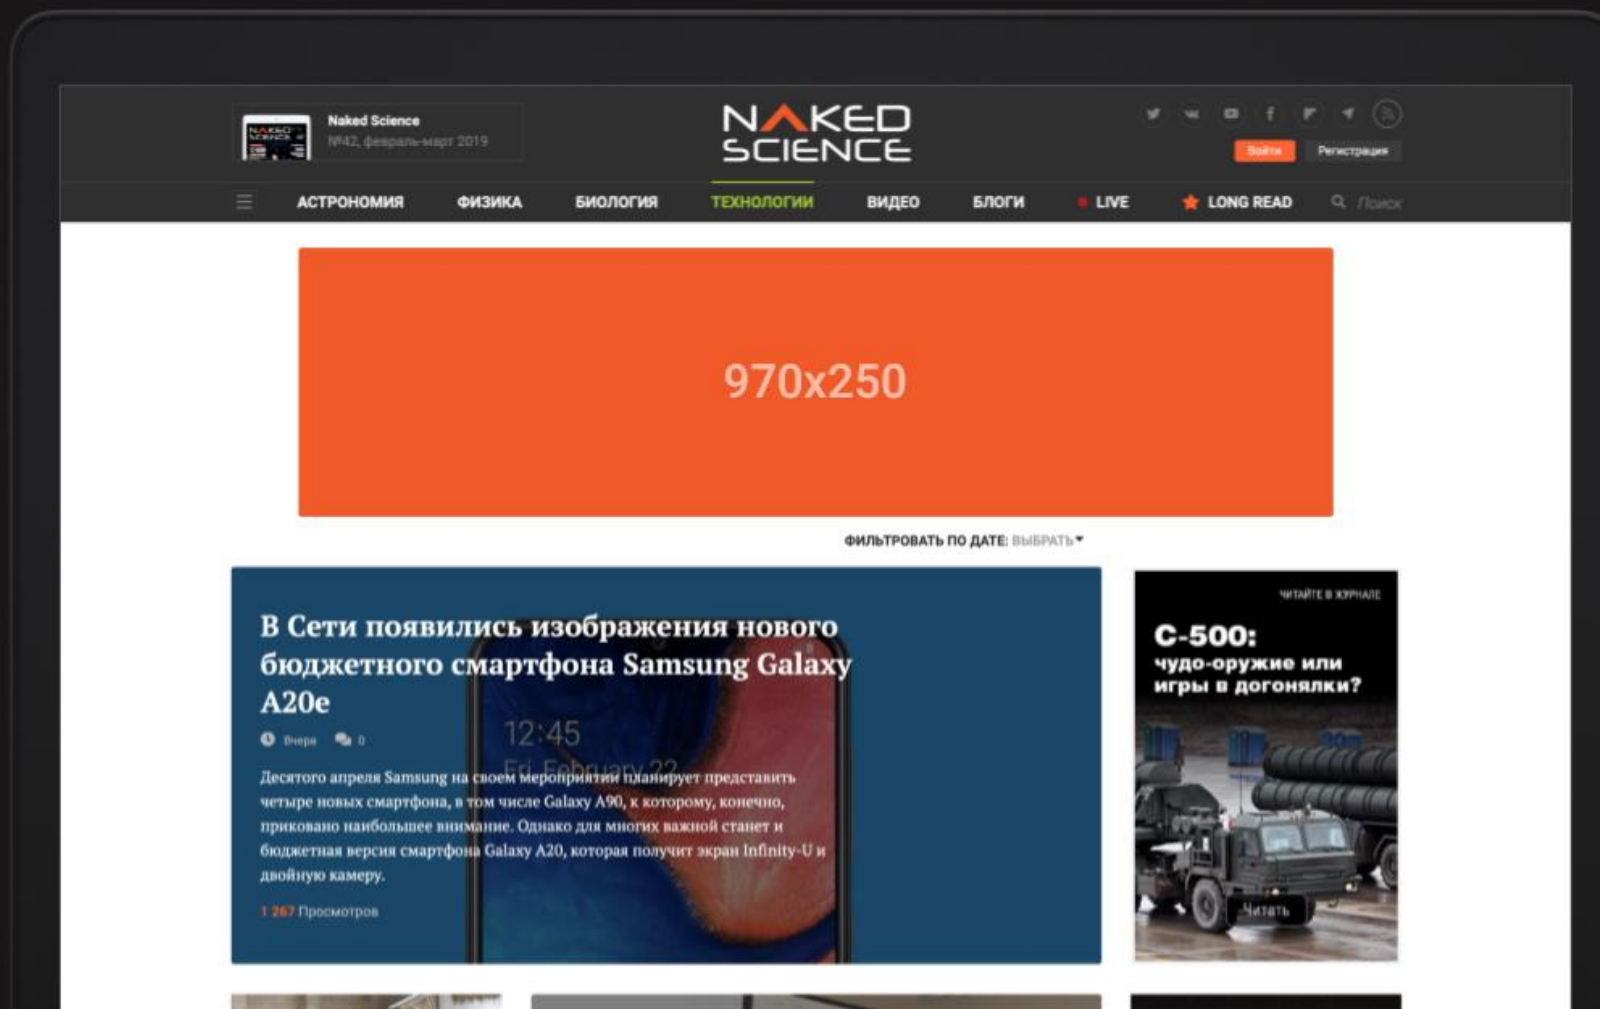 Naked Science
№42, февраль-март 2019
NAKED
SCIENCE
Войти
Регистрация
АСТРОНОМИЯ ФИЗИКА БИОЛОГИЯ ТЕХНОЛОГИИ ВИДЕО БЛОГИ LIVE LONG READ Поиск
970x250
ФИЛЬТРОВАТЬ ПО ДАТЕ: ВЫБРАТЬ
В Сети появились изображения нового
бюджетного смартфона Samsung Galaxy
A20e
Вчера 0
12:45
Fri, February 22
Десятого апреля Samsung на своем мероприятии планирует представить
четыре новых смартфона, в том числе Galaxy A90, к которому, конечно,
приковано наибольшее внимание. Однако для многих важной станет и
бюджетная версия смартфона Galaxy A20, которая получит экран Infinity-U и
двойную камеру.
1 267 Просмотров
ЧИТАЙТЕ В ЖУРНАЛЕ
С-500:
чудо-оружие или
игры в догонялки?
Читать